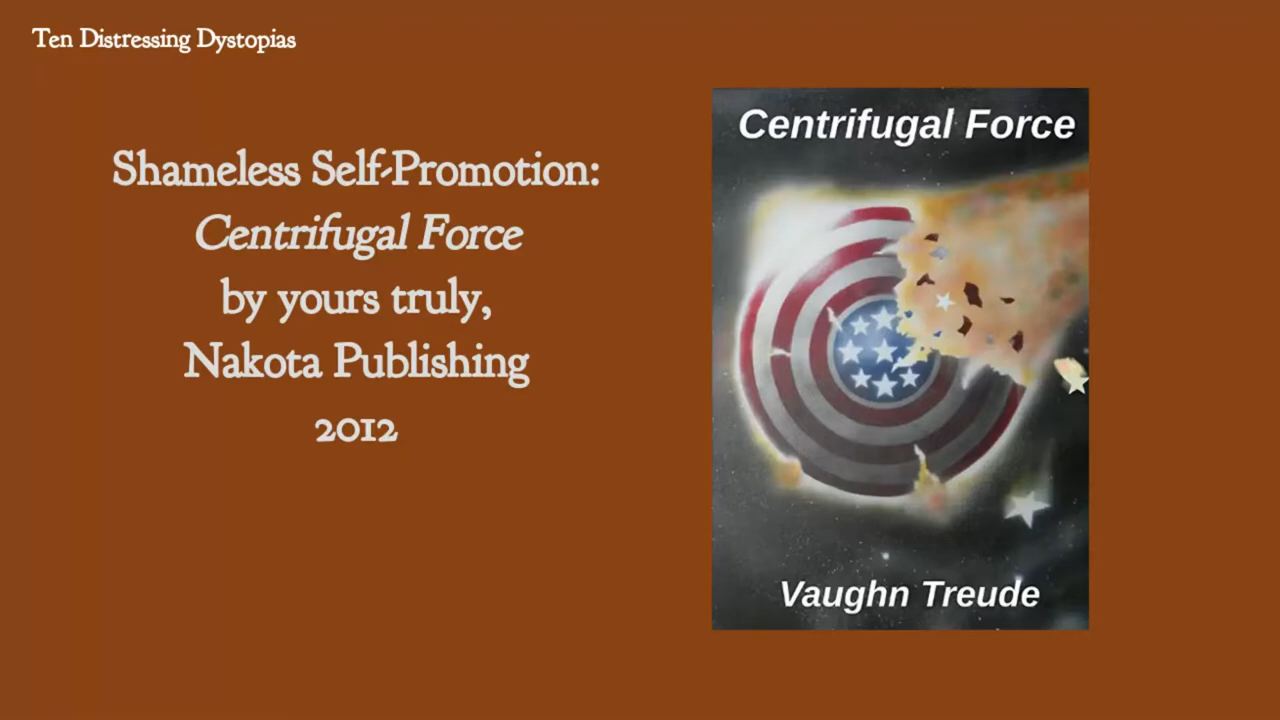 Ten Distressing Dystopias
Shameless Self-Promotion:
Centrifugal Force
by yours truly,
Nakota Publishing
2012
Centrifugal Force
Vaughn Treude